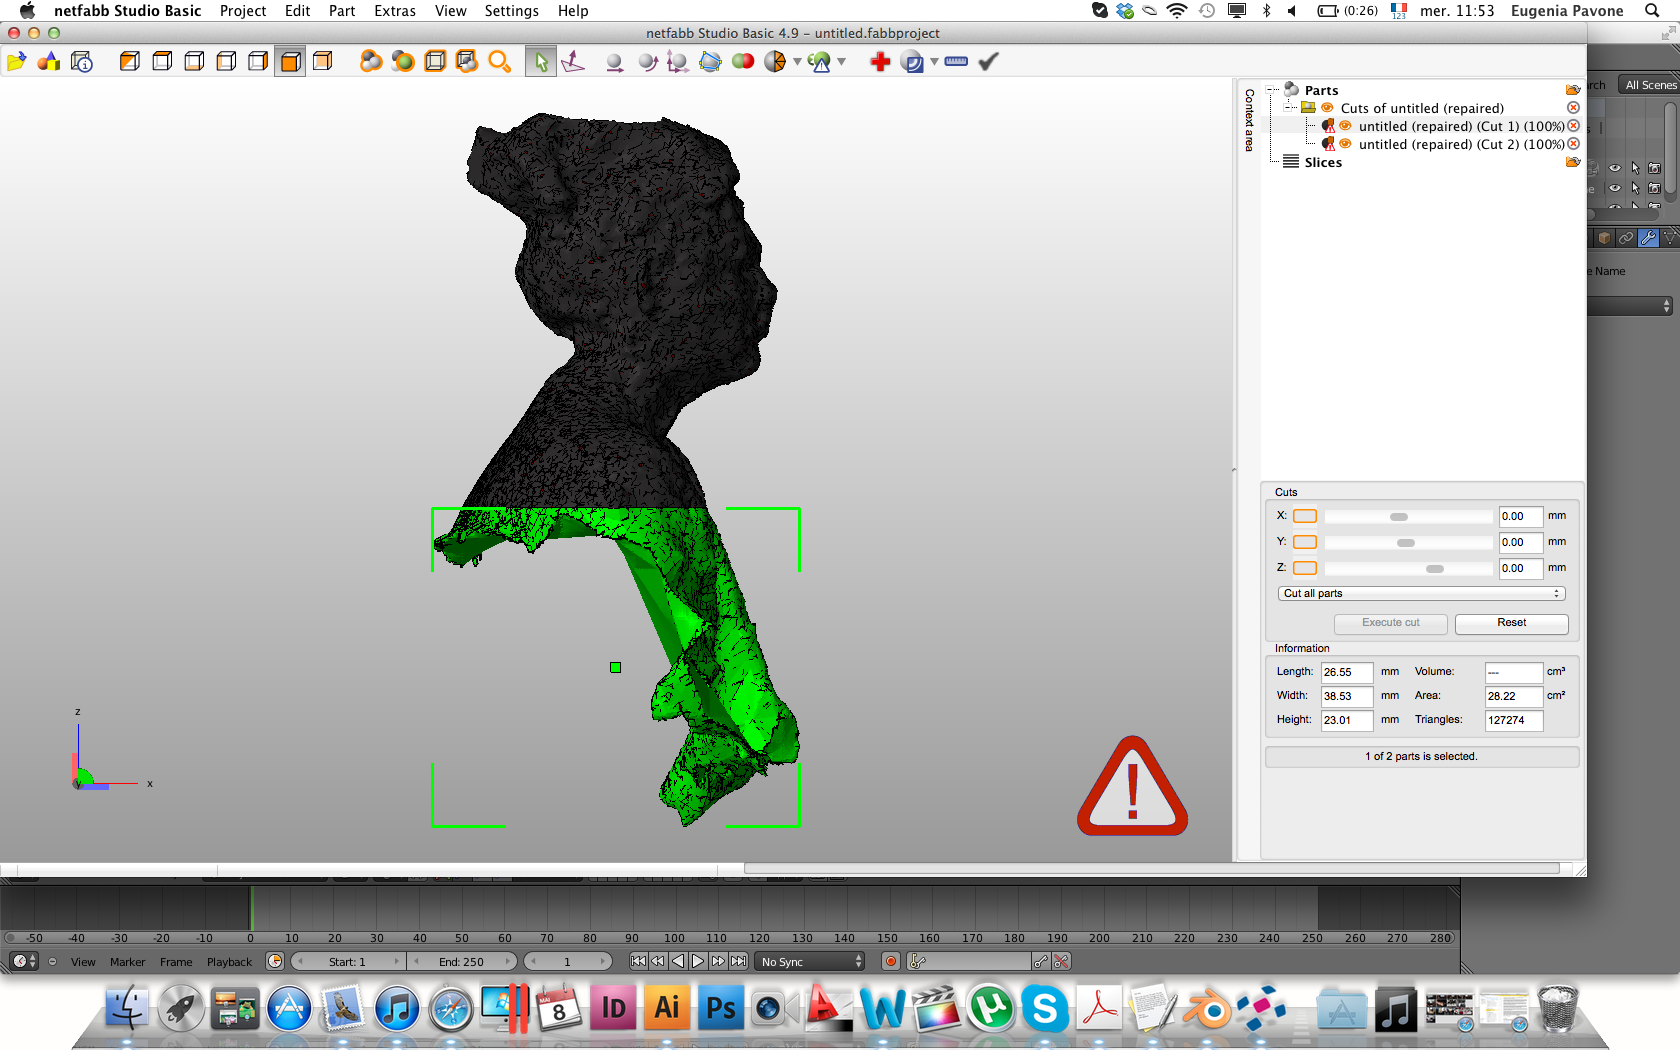 netfabb Studio Basic Project Edit Part Extras View Settings Help 123 (0:26) mer. 11:53 Eugenia Pavone
netfabb Studio Basic 4.9 – untitled.fabbproject
All Scenes
Context area
Parts
Cuts of untitled (repaired)
untitled (repaired) (Cut 1) (100%)
untitled (repaired) (Cut 2) (100%)
Slices
Name
Cuts
X: 0.00 mm
Y: 0.00 mm
Z: 0.00 mm
Cut all parts
Execute cut Reset
Information
Length: 26.55 mm Volume: --- cm³
Width: 38.53 mm Area: 28.22 cm²
Height: 23.01 mm Triangles: 127274
1 of 2 parts is selected.
z
x
y
!
-50 -40 -30 -20 -10 0 10 20 30 40 50 60 70 80 90 100 110 120 130 140 150 160 170 180 190 200 210 220 230 240 250 260 270 280
View Marker Frame Playback Start: 1 End: 250 1 No Sync
MAI
8
Id Ai Ps W µ S